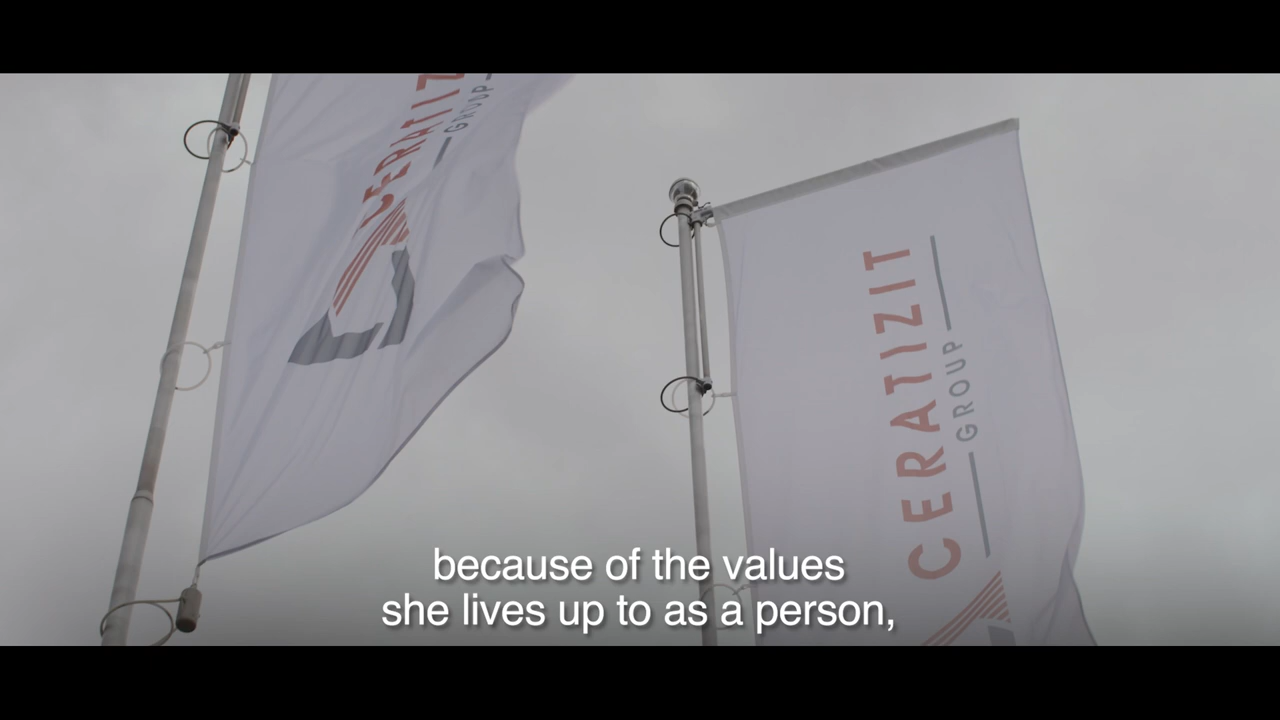 CERATIZIT
GROUP
CERATIZIT
GROUP
because of the values
she lives up to as a person,